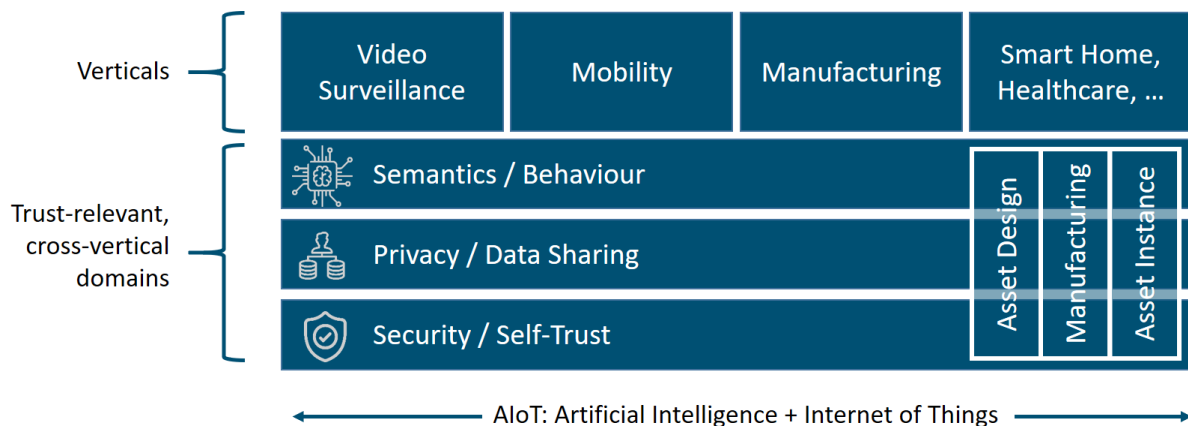 Verticals
Video
Surveillance
Mobility
Manufacturing
Smart Home,
Healthcare, ...
Trust-relevant,
cross-vertical
domains
Semantics / Behaviour
Privacy / Data Sharing
Security / Self-Trust
Asset Design
Manufacturing
Asset Instance
AIoT: Artificial Intelligence + Internet of Things